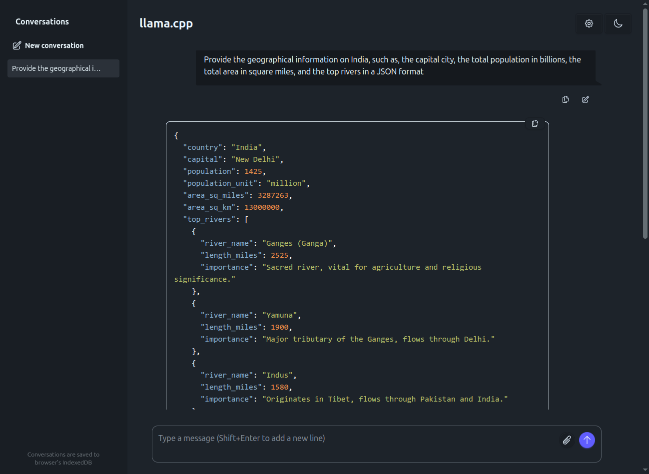 Conversations
New conversation
Provide the geographical i...
llama.cpp
Provide the geographical information on India, such as, the capital city, the total population in billions, the
total area in square miles, and the top rivers in a JSON format
{
"country": "India",
"capital": "New Delhi",
"population": 1425,
"population_unit": "million",
"area_sq_miles": 3287263,
"area_sq_km": 13000000,
"top_rivers": [
{
"river_name": "Ganges (Ganga)",
"length_miles": 2525,
"importance": "Sacred river, vital for agriculture and religious
significance."
},
{
"river_name": "Yamuna",
"length_miles": 1900,
"importance": "Major tributary of the Ganges, flows through Delhi."
},
{
"river_name": "Indus",
"length_miles": 1580,
"importance": "Originates in Tibet, flows through Pakistan and India."
Type a message (Shift+Enter to add a new line)
Conversations are saved to
browser's IndexedDB